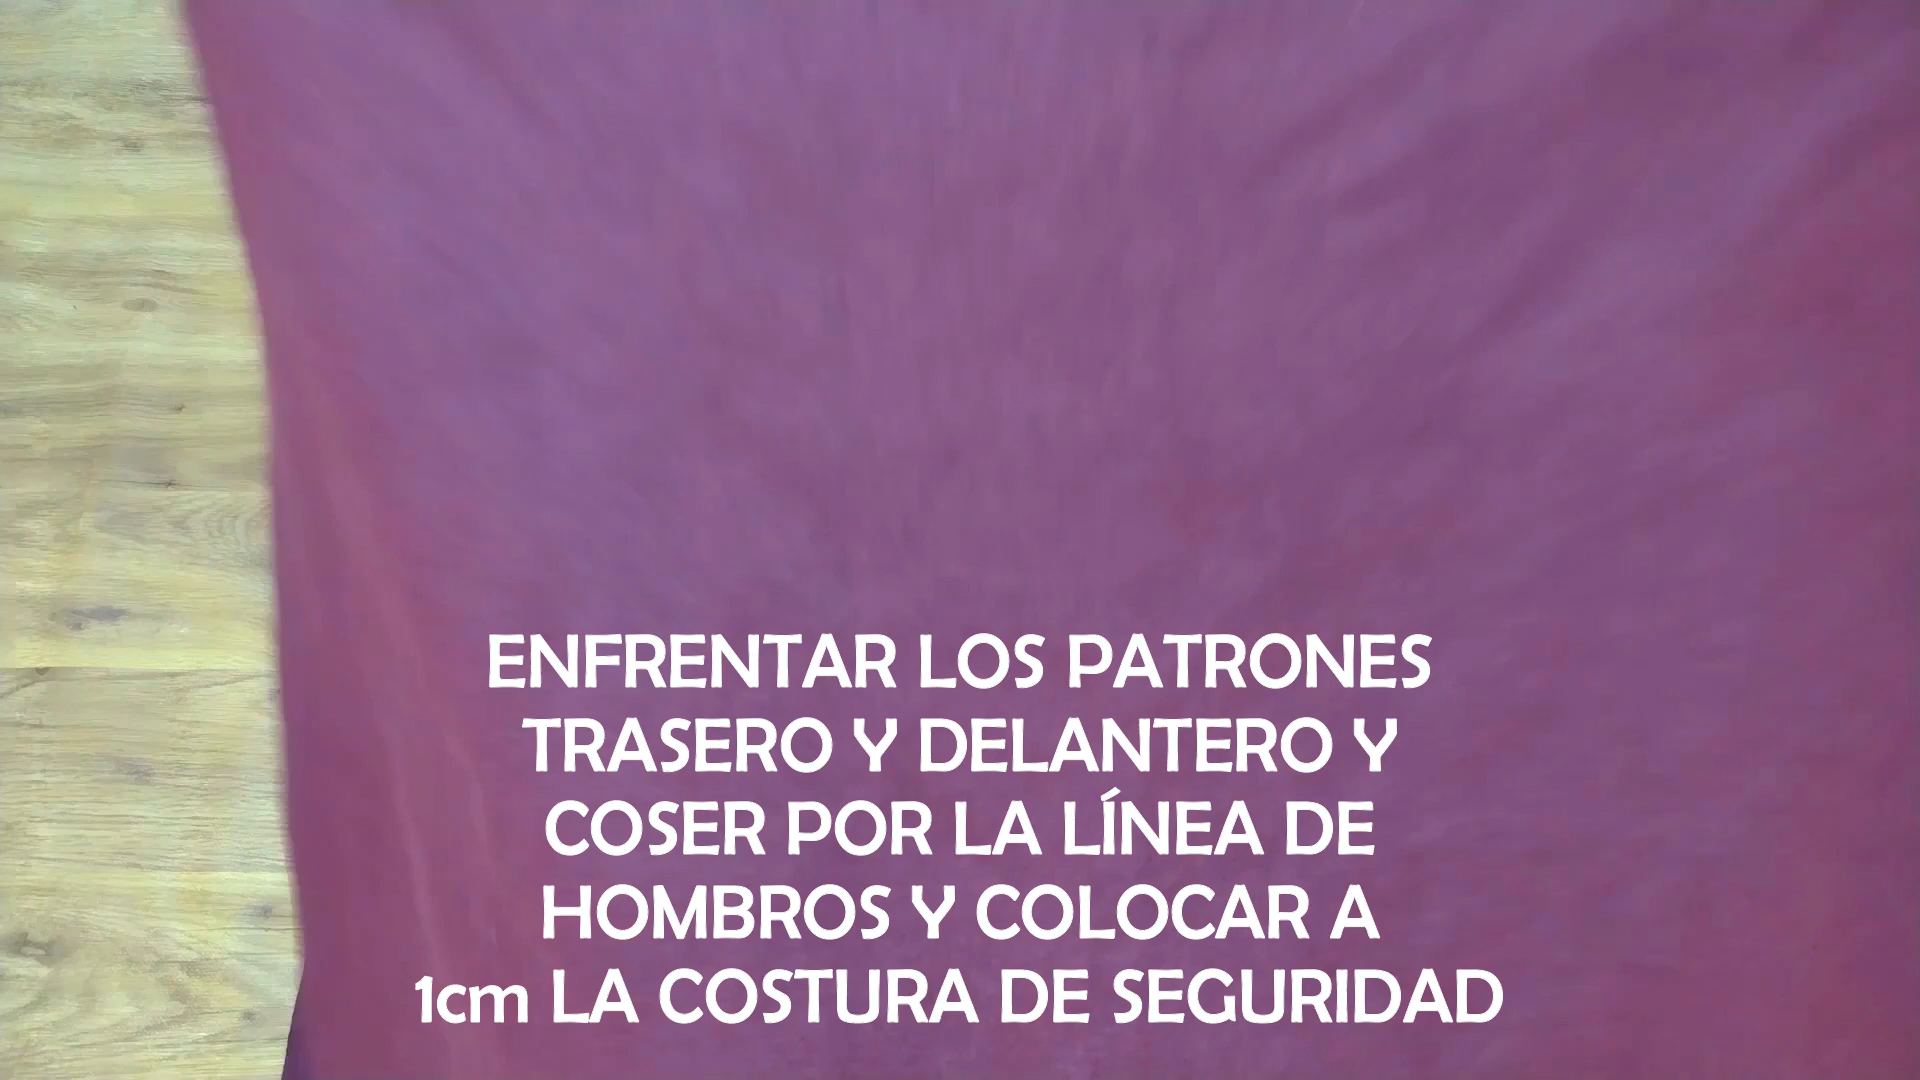 ENFRENTAR LOS PATRONES
TRASERO Y DELANTERO Y
COSER POR LA LÍNEA DE
HOMBROS Y COLOCAR A
1cm LA COSTURA DE SEGURIDAD